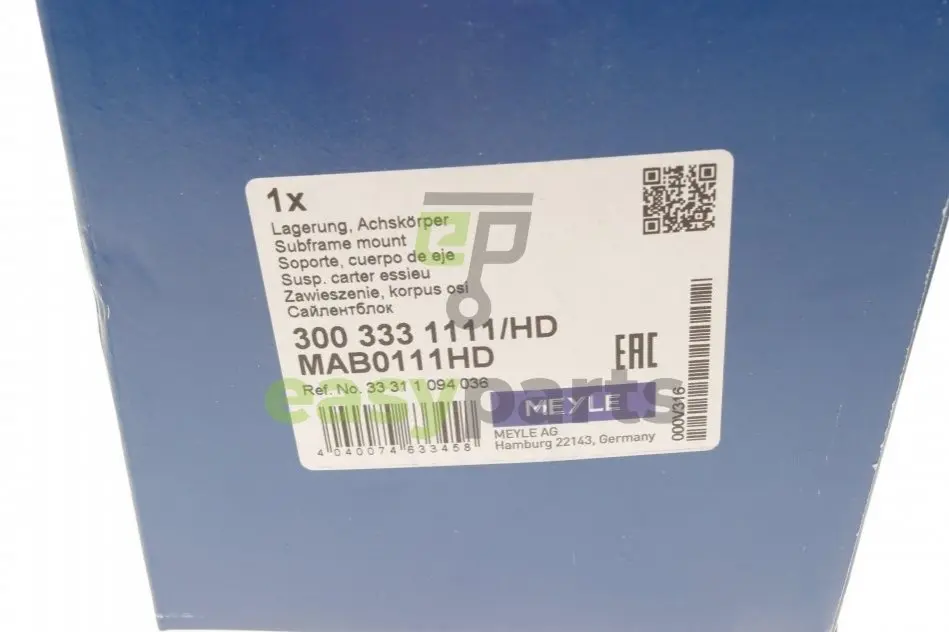 1x
Lagerung, Achskörper
Subframe mount
Soporte, cuerpo de eje
Susp. carter essieu
Zawieszenie, korpus osi
Сайлентблок
300 333 1111/HD
MAB0111HD
Ref. No. 33 31 1 094 036
4 040074 633458
EAC
MEYLE
MEYLE AG
Hamburg 22143, Germany
000V316
ep
easyparts